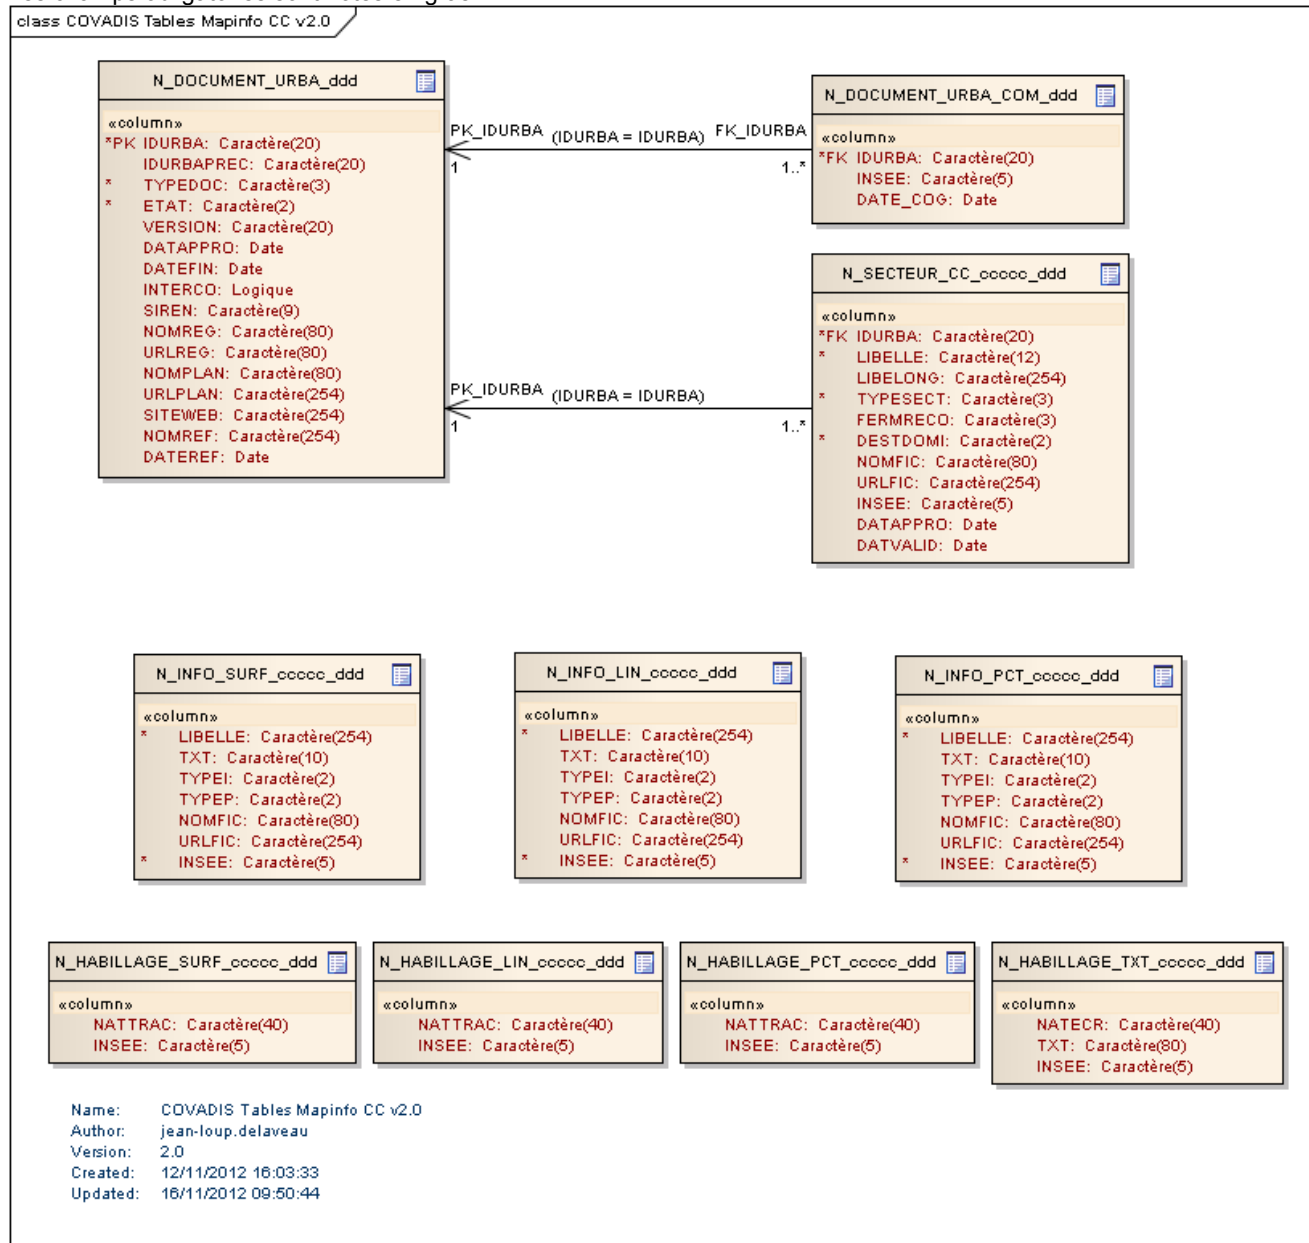 class COVADIS Tables Mapinfo CC v2.0
N_DOCUMENT_URBA_ddd
«column»
*PK IDURBA: Caractère(20)
IDURBAPREC: Caractère(20)
* TYPEDOC: Caractère(3)
* ETAT: Caractère(2)
VERSION: Caractère(20)
DATAPPRO: Date
DATEFIN: Date
INTERCO: Logique
SIREN: Caractère(9)
NOMREG: Caractère(80)
URLREG: Caractère(80)
NOMPLAN: Caractère(80)
URLPLAN: Caractère(254)
SITEWEB: Caractère(254)
NOMREF: Caractère(254)
DATEREF: Date
PK_IDURBA (IDURBA = IDURBA) FK_IDURBA
1 1..*
N_DOCUMENT_URBA_COM_ddd
«column»
*FK IDURBA: Caractère(20)
INSEE: Caractère(5)
DATE_COG: Date
PK_IDURBA (IDURBA = IDURBA)
1 1..*
N_SECTEUR_CC_ccccc_ddd
«column»
*FK IDURBA: Caractère(20)
* LIBELLE: Caractère(12)
LIBELONG: Caractère(254)
* TYPESECT: Caractère(3)
FERMRECO: Caractère(3)
* DESTDOMI: Caractère(2)
NOMFIC: Caractère(80)
URLFIC: Caractère(254)
INSEE: Caractère(5)
DATAPPRO: Date
DATVALID: Date
N_INFO_SURF_ccccc_ddd
«column»
* LIBELLE: Caractère(254)
TXT: Caractère(10)
TYPEI: Caractère(2)
TYPEP: Caractère(2)
NOMFIC: Caractère(80)
URLFIC: Caractère(254)
* INSEE: Caractère(5)
N_INFO_LIN_ccccc_ddd
«column»
* LIBELLE: Caractère(254)
TXT: Caractère(10)
TYPEI: Caractère(2)
TYPEP: Caractère(2)
NOMFIC: Caractère(80)
URLFIC: Caractère(254)
* INSEE: Caractère(5)
N_INFO_PCT_ccccc_ddd
«column»
* LIBELLE: Caractère(254)
TXT: Caractère(10)
TYPEI: Caractère(2)
TYPEP: Caractère(2)
NOMFIC: Caractère(80)
URLFIC: Caractère(254)
* INSEE: Caractère(5)
N_HABILLAGE_SURF_ccccc_ddd
«column»
NATTRAC: Caractère(40)
INSEE: Caractère(5)
N_HABILLAGE_LIN_ccccc_ddd
«column»
NATTRAC: Caractère(40)
INSEE: Caractère(5)
N_HABILLAGE_PCT_ccccc_ddd
«column»
NATTRAC: Caractère(40)
INSEE: Caractère(5)
N_HABILLAGE_TXT_ccccc_ddd
«column»
NATECR: Caractère(40)
TXT: Caractère(80)
INSEE: Caractère(5)
Name: COVADIS Tables Mapinfo CC v2.0
Author: jean-loup.delaveau
Version: 2.0
Created: 12/11/2012 16:03:33
Updated: 16/11/2012 09:50:44